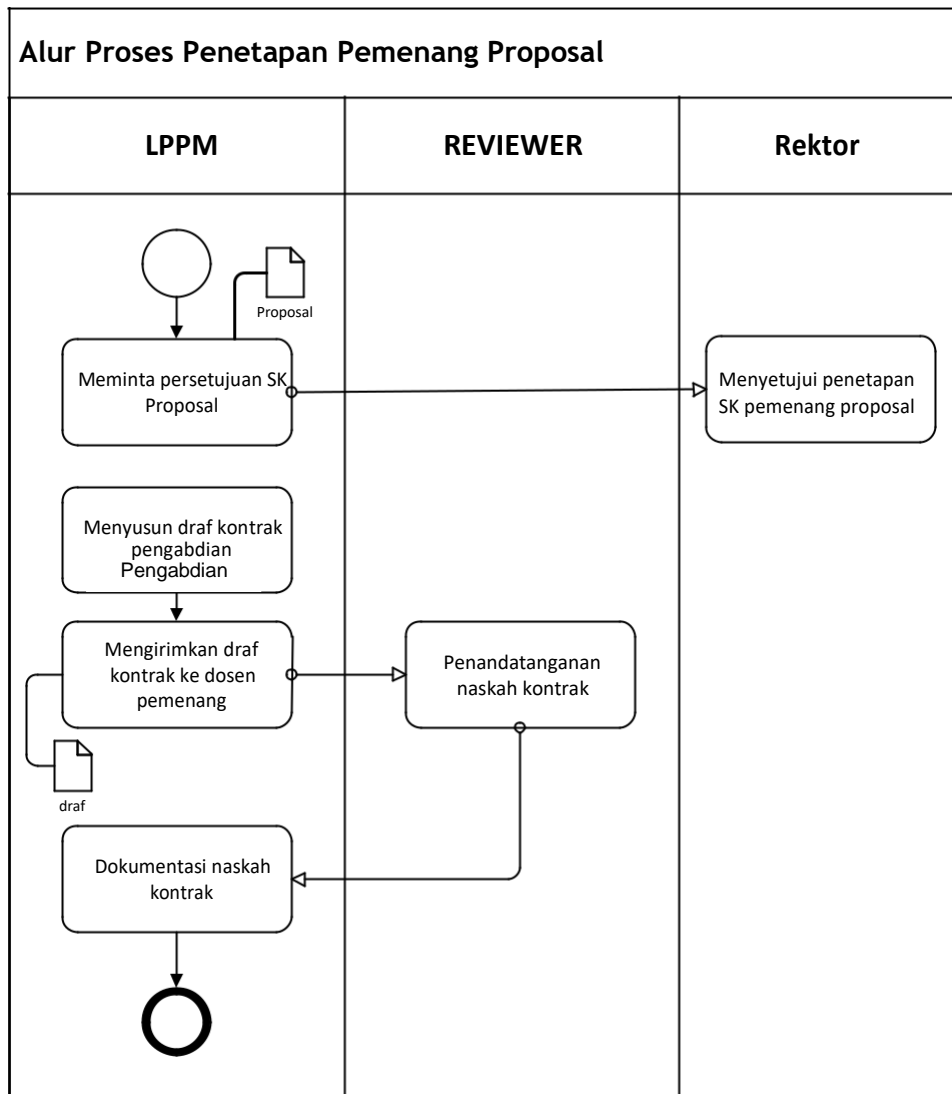 Alur Proses Penetapan Pemenang Proposal
LPPM
REVIEWER
Rektor
Proposal
Meminta persetujuan SK
Proposal
Menyetujui penetapan
SK pemenang proposal
Menyusun draf kontrak
pengabdian
Pengabdian
Mengirimkan draf
kontrak ke dosen
pemenang
Penandatanganan
naskah kontrak
draf
Dokumentasi naskah
kontrak